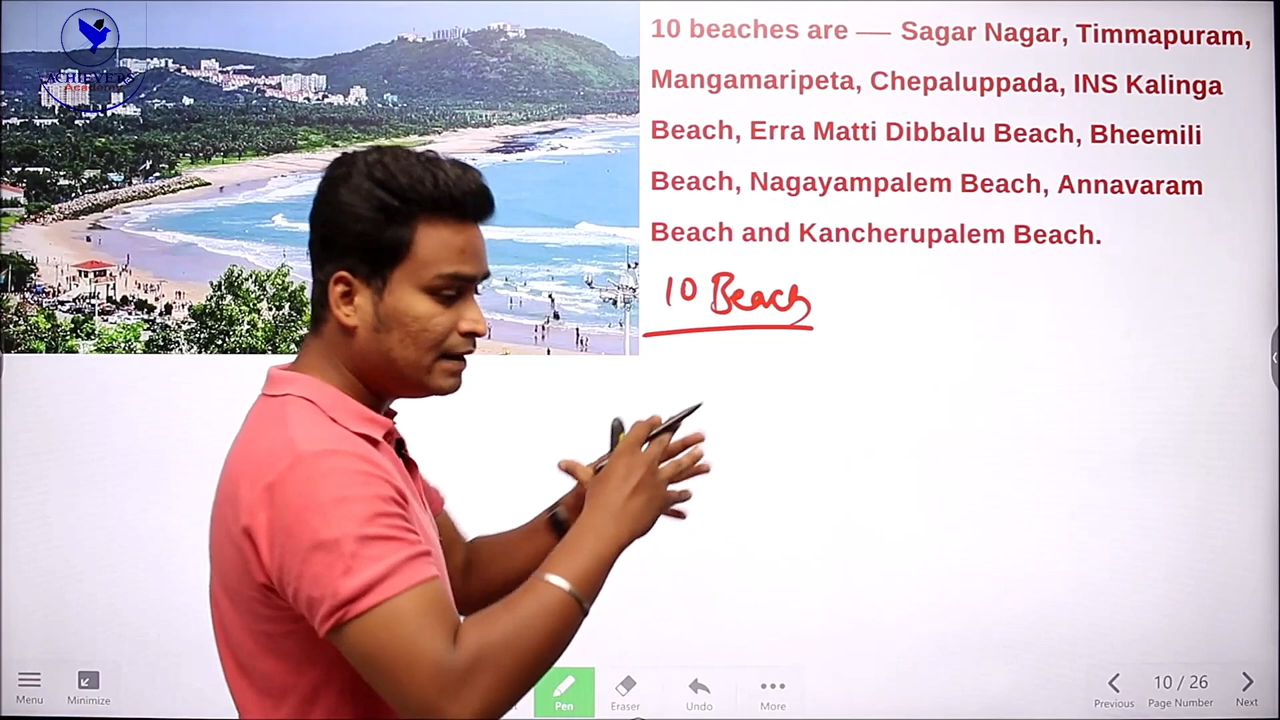 ACHIEVERS
Academy
10 beaches are — Sagar Nagar, Timmapuram,
Mangamaripeta, Chepaluppada, INS Kalinga
Beach, Erra Matti Dibbalu Beach, Bheemili
Beach, Nagayampalem Beach, Annavaram
Beach and Kancherupalem Beach.
10 Beach
Menu
Minimize
Pen
Eraser
Undo
More
Previous
10 / 26
Page Number
Next